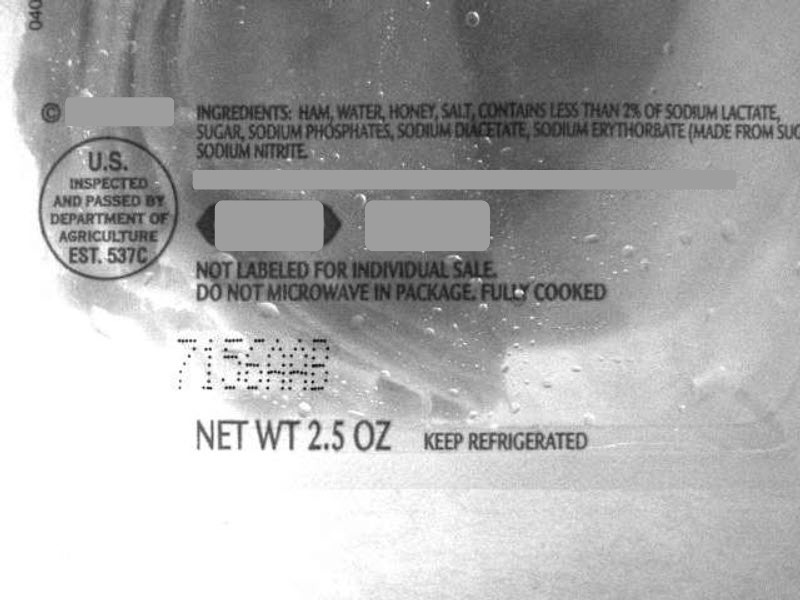 040
©
INGREDIENTS: HAM, WATER, HONEY, SALT, CONTAINS LESS THAN 2% OF SODIUM LACTATE,
SUGAR, SODIUM PHOSPHATES, SODIUM DIACETATE, SODIUM ERYTHORBATE (MADE FROM
SODIUM NITRITE.
U.S.
INSPECTED
AND PASSED BY
DEPARTMENT OF
AGRICULTURE
EST. 537C
NOT LABELED FOR INDIVIDUAL SALE.
DO NOT MICROWAVE IN PACKAGE. FULLY COOKED
7156AAB
NET WT 2.5 OZ KEEP REFRIGERATED